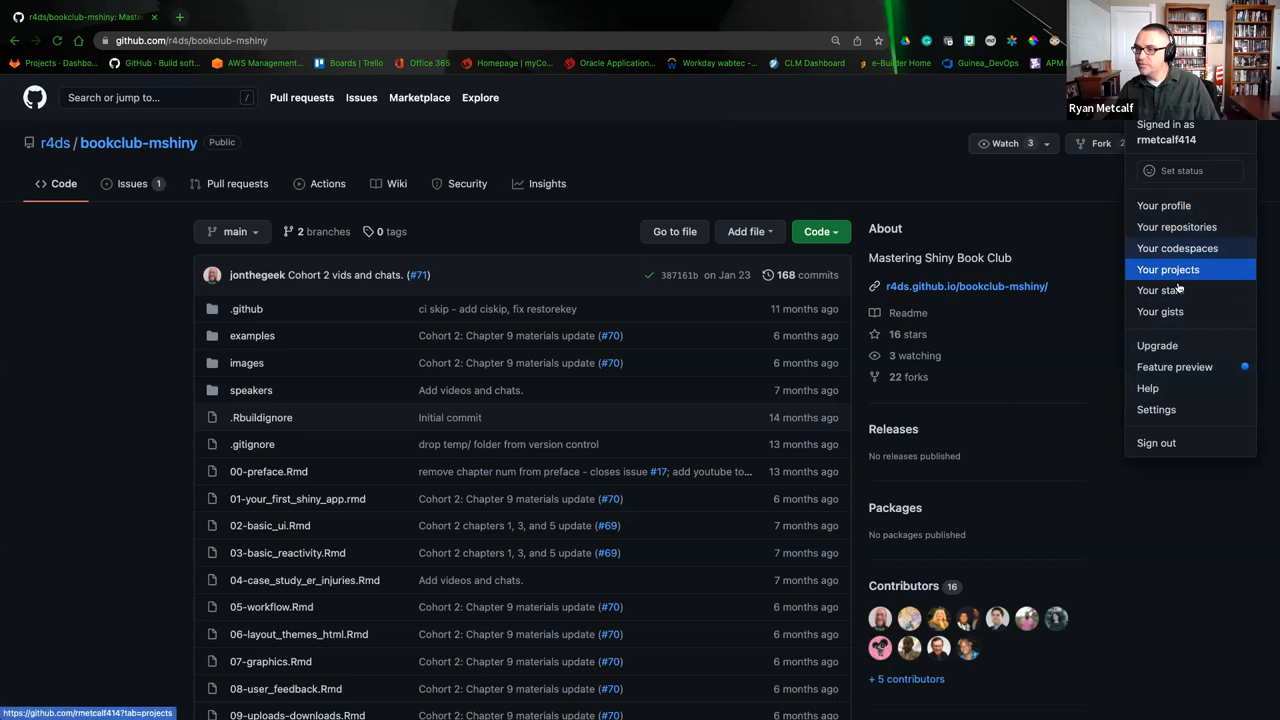 r4ds/bookclub-mshiny: Maste
github.com/r4ds/bookclub-mshiny
Projects - Dashbo...
GitHub · Build soft...
AWS Management...
Boards | Trello
Office 365
Homepage | myCo...
Oracle Application...
Workday wabtec -...
CLM Dashboard
e-Builder Home
Guinea_DevOps
APM
Ryan Metcalf
Search or jump to...
/
Pull requests
Issues
Marketplace
Explore
Signed in as
rmetcalf414
Set status
Your profile
Your repositories
Your codespaces
Your projects
Your stars
Your gists
Upgrade
Feature preview
Help
Settings
Sign out
r4ds / bookclub-mshiny
Public
Watch 3
Fork 2
Code
Issues 1
Pull requests
Actions
Wiki
Security
Insights
main
2 branches
0 tags
Go to file
Add file
Code
jonthegeek Cohort 2 vids and chats. (#71)
387161b on Jan 23
168 commits
.github
ci skip - add ciskip, fix restorekey
11 months ago
examples
Cohort 2: Chapter 9 materials update (#70)
6 months ago
images
Cohort 2: Chapter 9 materials update (#70)
6 months ago
speakers
Add videos and chats.
7 months ago
.Rbuildignore
Initial commit
14 months ago
.gitignore
drop temp/ folder from version control
13 months ago
00-preface.Rmd
remove chapter num from preface - closes issue #17; add youtube to...
13 months ago
01-your_first_shiny_app.rmd
Cohort 2: Chapter 9 materials update (#70)
6 months ago
02-basic_ui.Rmd
Cohort 2 chapters 1, 3, and 5 update (#69)
7 months ago
03-basic_reactivity.Rmd
Cohort 2 chapters 1, 3, and 5 update (#69)
7 months ago
04-case_study_er_injuries.Rmd
Add videos and chats.
7 months ago
05-workflow.Rmd
Cohort 2: Chapter 9 materials update (#70)
6 months ago
06-layout_themes_html.Rmd
Cohort 2: Chapter 9 materials update (#70)
6 months ago
07-graphics.Rmd
Cohort 2: Chapter 9 materials update (#70)
6 months ago
08-user_feedback.Rmd
Cohort 2: Chapter 9 materials update (#70)
6 months ago
09-uploads-downloads.Rmd
Cohort 2: Chapter 9 materials update (#70)
6 months ago
About
Mastering Shiny Book Club
r4ds.github.io/bookclub-mshiny/
Readme
16 stars
3 watching
22 forks
Releases
No releases published
Packages
No packages published
Contributors 16
+ 5 contributors
https://github.com/rmetcalf414?tab=projects